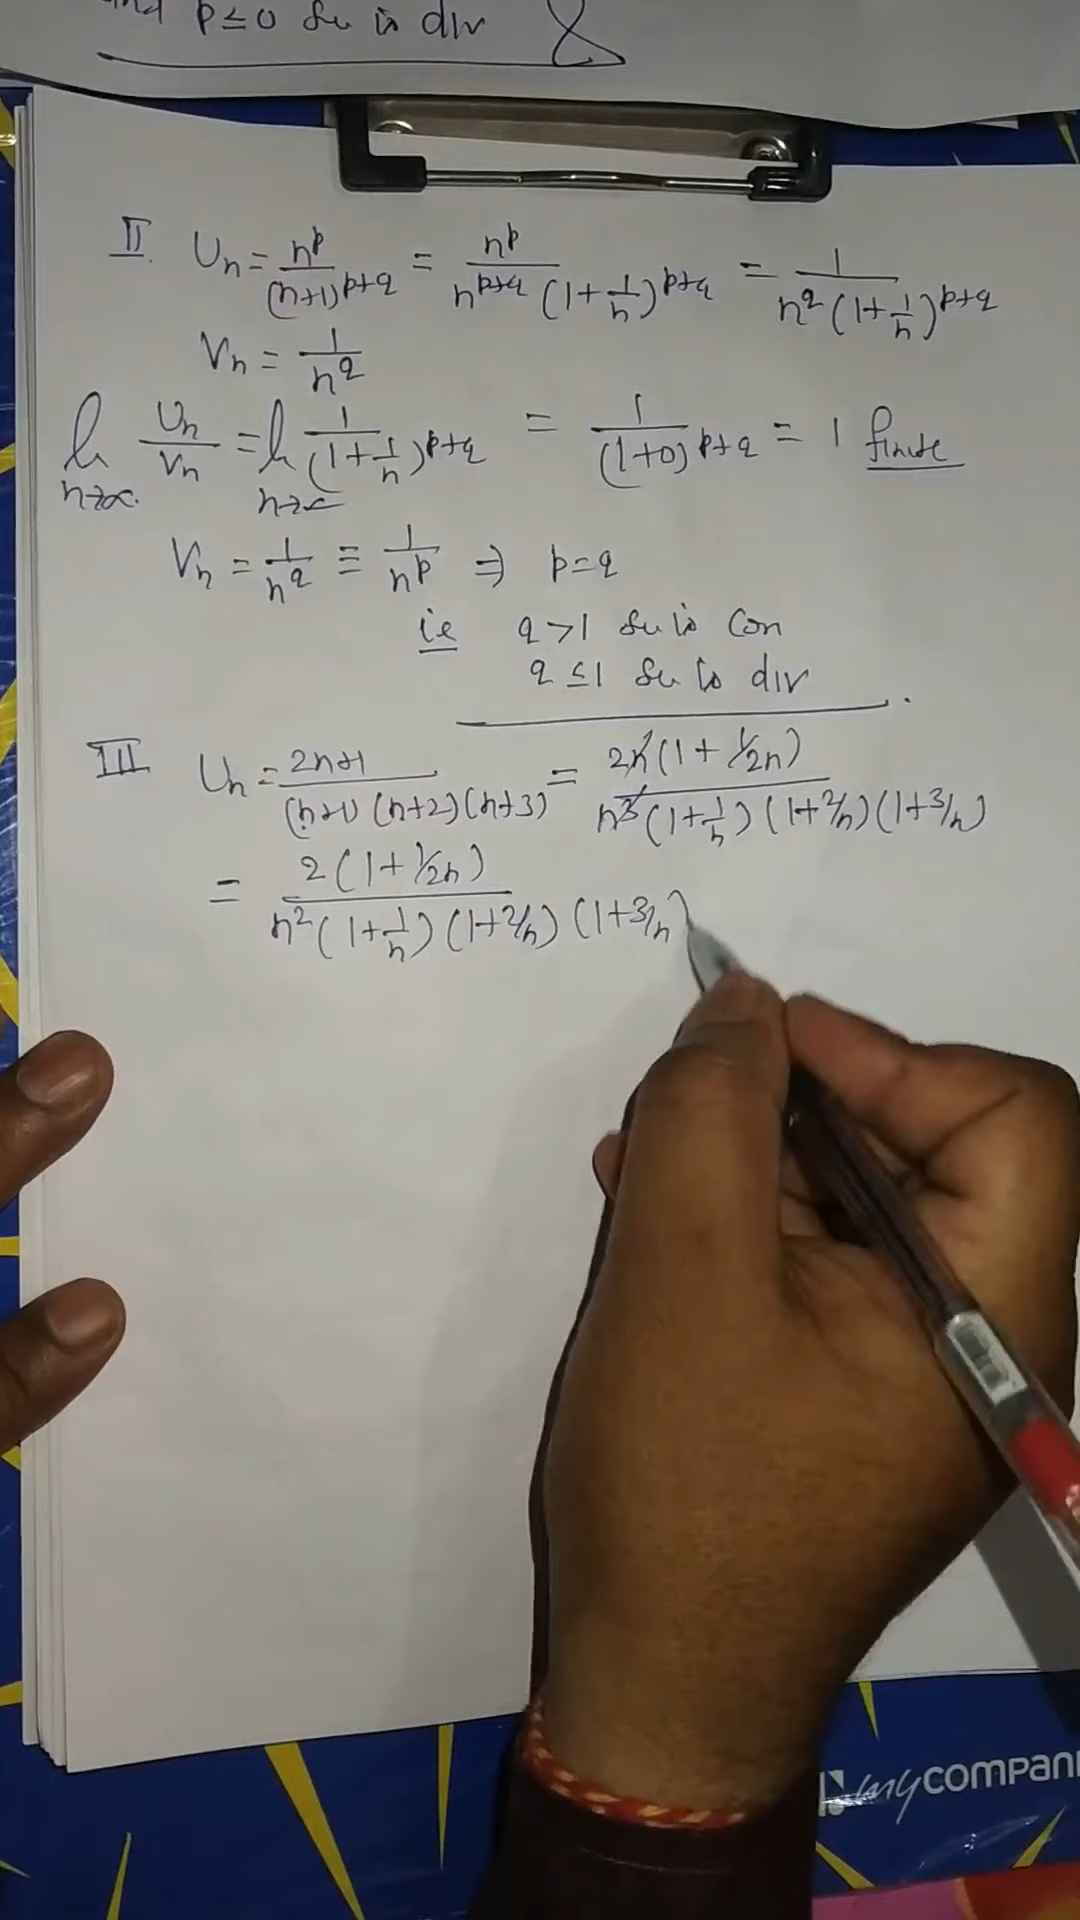 and p≤0 Su is div
II. Un = n^p/(n+1)^p+q = n^p/n^p+q (1+1/n)^p+q = 1/n^q (1+1/n)^p+q
Vn = 1/n^q
n→∞ Un/Vn = n→∞ 1/(1+1/n)^p+q = 1/(1+0)^p+q = 1 finite
Vn = 1/n^q ≡ 1/n^p ⇒ p=q
ie q>1 Su is Con
q≤1 Su is div
III Un = 2n+1/(n+1)(n+2)(n+3) = 2n(1+1/2n)/n^3(1+1/n)(1+2/n)(1+3/n)
= 2(1+1/2n)/n^2(1+1/n)(1+2/n)(1+3/n)
mycompan